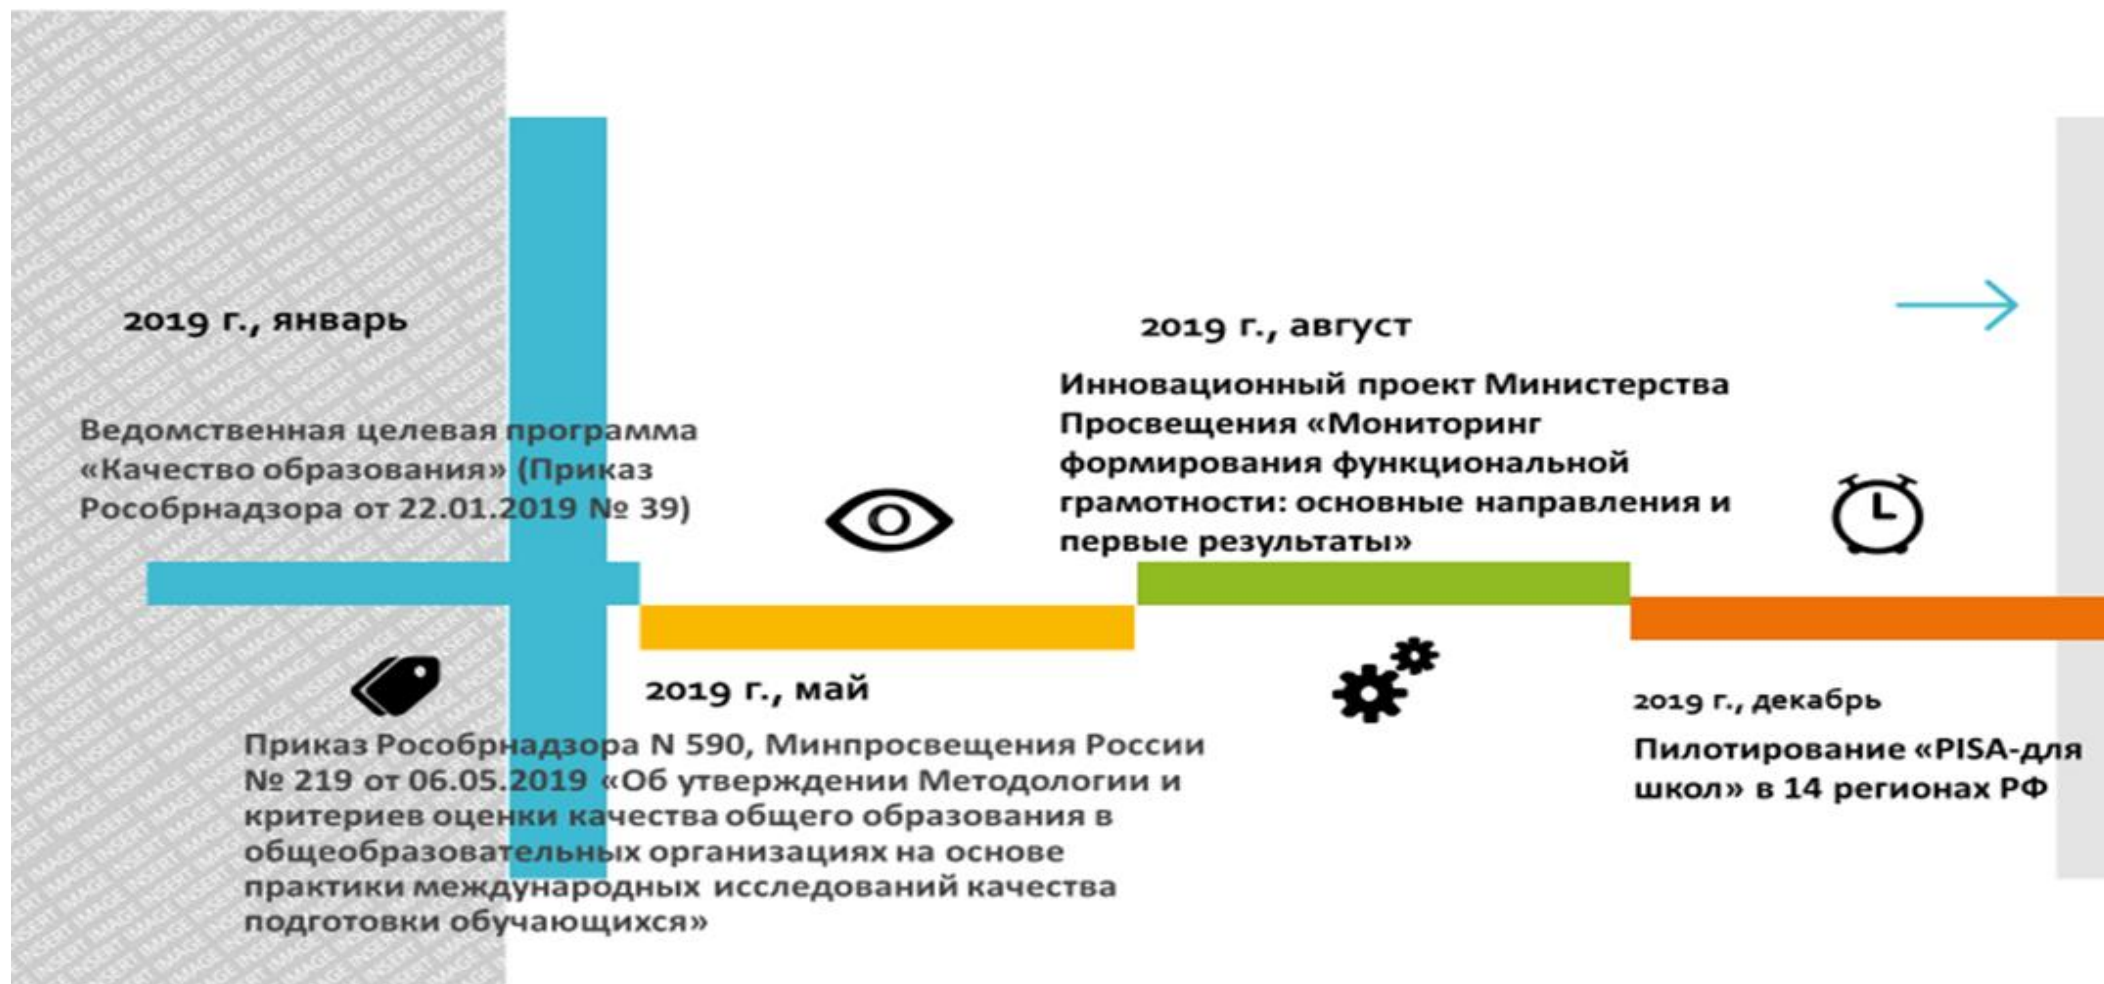 2019 г., январь
Ведомственная целевая программа
«Качество образования» (Приказ
Рособрнадзора от 22.01.2019 № 39)
2019 г., май
Приказ Рособрнадзора N 590, Минпросвещения России
№ 219 от 06.05.2019 «Об утверждении Методологии и
критериев оценки качества общего образования в
общеобразовательных организациях на основе
практики международных исследований качества
подготовки обучающихся»
2019 г., август
Инновационный проект Министерства
Просвещения «Мониторинг
формирования функциональной
грамотности: основные направления и
первые результаты»
2019 г., декабрь
Пилотирование «PISA-для
школ» в 14 регионах РФ
INSERT IMAGE